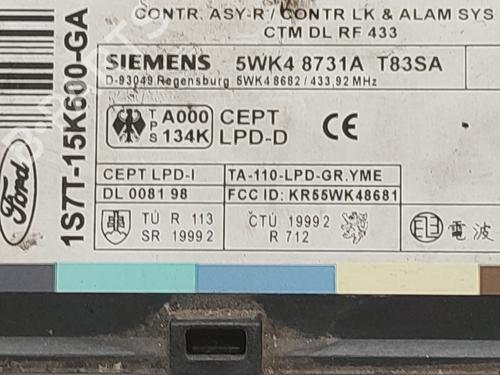 CONTR. ASY-R / CONTR LK & ALAM SYS
CTM DL RF 433
SIEMENS 5WK4 8731A T83SA
D-93049 Regensburg 5WK4 8682 / 433,92 MHz
TPS A000 134K CEPT LPD-D CE
CEPT LPD-I TA-110-LPD-GR.YME
DL 0081 98 FCC ID: KR55WK48681
TÚ R 113 ČTÚ 1999 2
SR 1999 2 R 712
電波
Ford
1S7T-15K600-GA